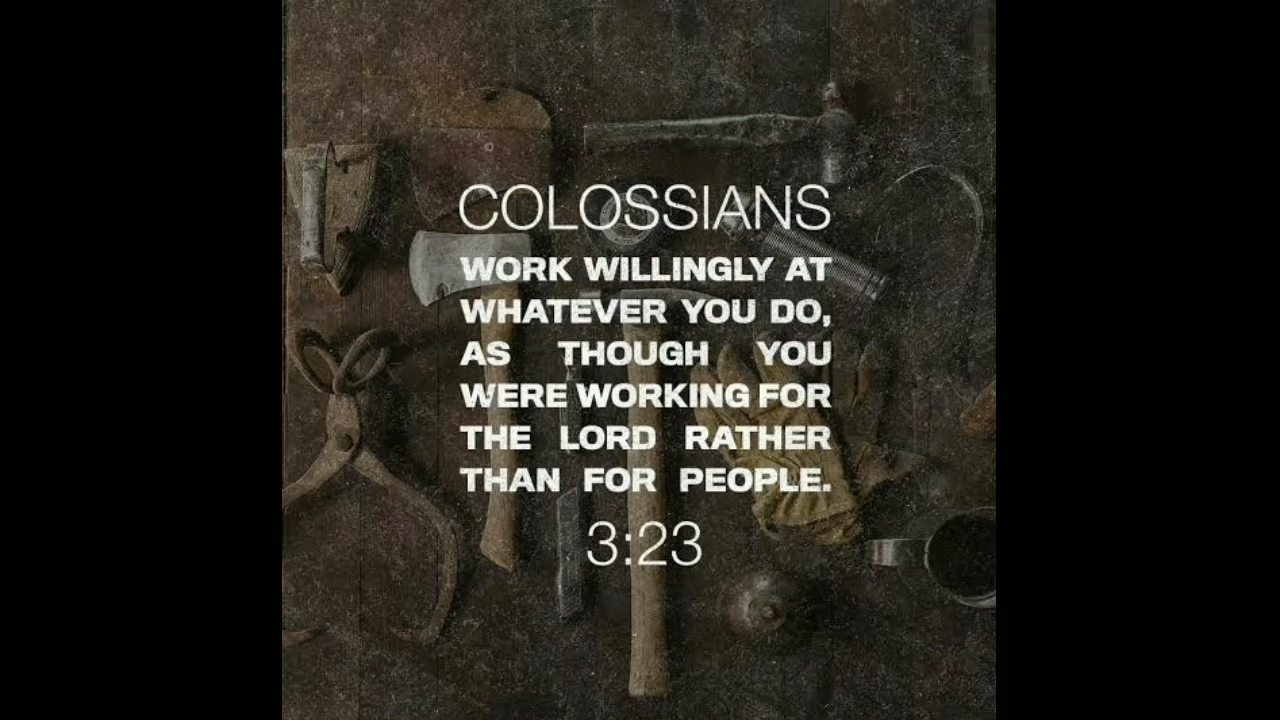 COLOSSIANS
WORK WILLINGLY AT
WHATEVER YOU DO,
AS THOUGH YOU
WERE WORKING FOR
THE LORD RATHER
THAN FOR PEOPLE.
3:23